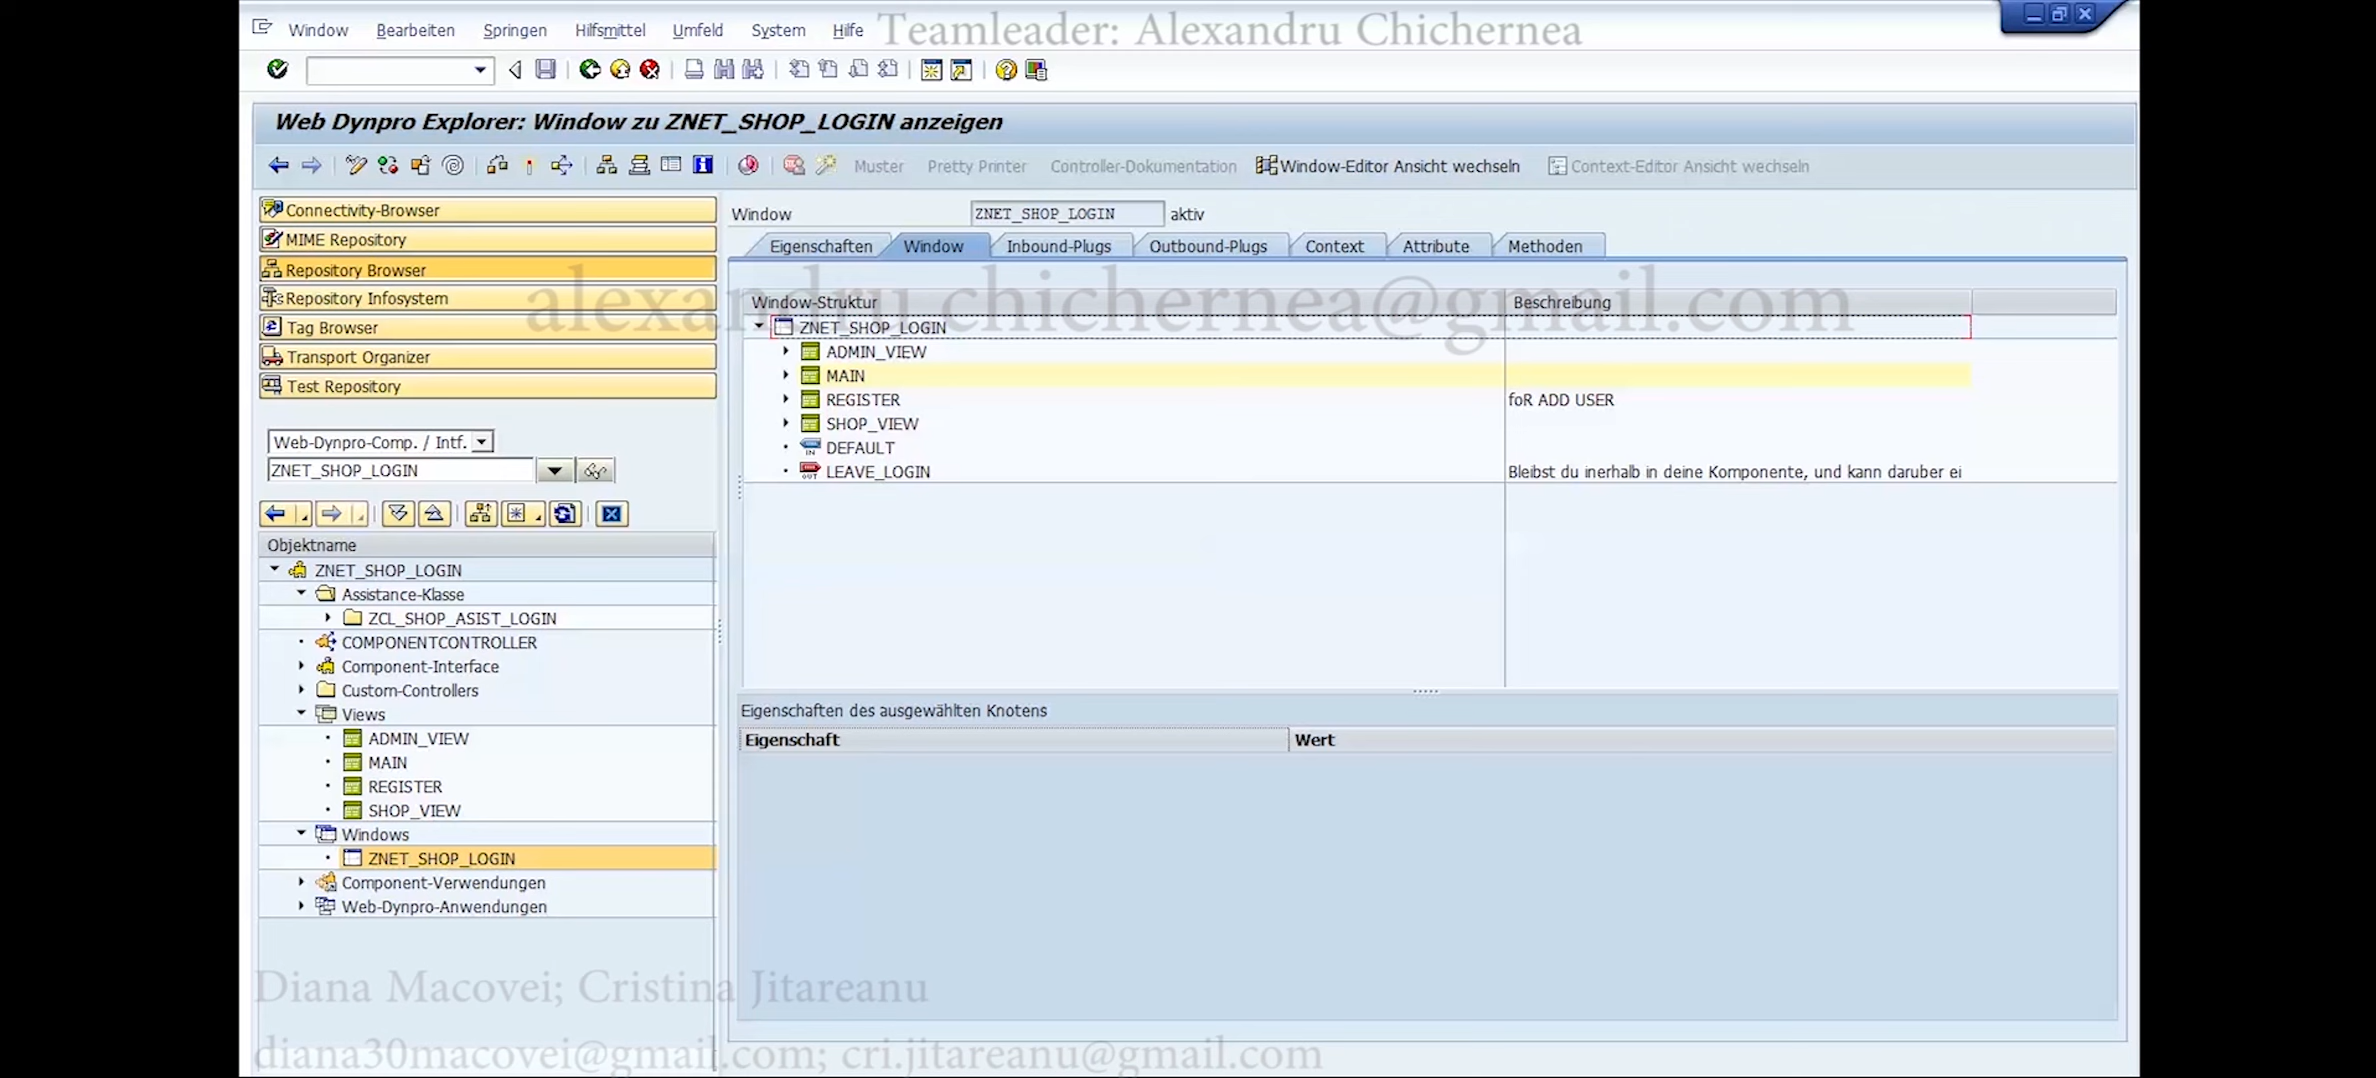 Window Bearbeiten Springen Hilfsmittel Umfeld System Hilfe
Teamleader: Alexandru Chichernea
Web Dynpro Explorer: Window zu ZNET_SHOP_LOGIN anzeigen
Muster Pretty Printer Controller-Dokumentation Window-Editor Ansicht wechseln Context-Editor Ansicht wechseln
Connectivity-Browser
MIME Repository
Repository Browser
Repository Infosystem
Tag Browser
Transport Organizer
Test Repository
Web-Dynpro-Comp. / Intf.
ZNET_SHOP_LOGIN
Objektname
ZNET_SHOP_LOGIN
Assistance-Klasse
ZCL_SHOP_ASIST_LOGIN
COMPONENTCONTROLLER
Component-Interface
Custom-Controllers
Views
ADMIN_VIEW
MAIN
REGISTER
SHOP_VIEW
Windows
ZNET_SHOP_LOGIN
Component-Verwendungen
Web-Dynpro-Anwendungen
Window ZNET_SHOP_LOGIN aktiv
Eigenschaften Window Inbound-Plugs Outbound-Plugs Context Attribute Methoden
alexandru.chichernea@gmail.com
Window-Struktur Beschreibung
ZNET_SHOP_LOGIN
ADMIN_VIEW
MAIN
REGISTER foR ADD USER
SHOP_VIEW
DEFAULT
LEAVE_LOGIN Bleibst du inerhalb in deine Komponente, und kann daruber ei
Eigenschaften des ausgewählten Knotens
Eigenschaft Wert
Diana Macovei; Cristina Jitareanu
diana30macovei@gmail.com; cri.jitareanu@gmail.com